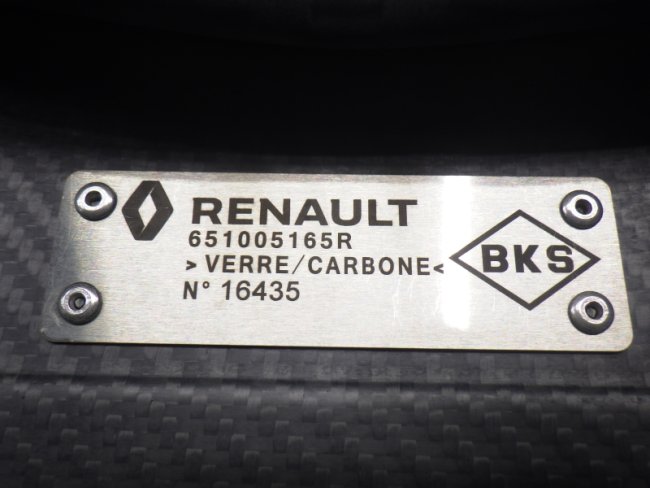 RENAULT
651005165R
>VERRE/CARBONE<
N° 16435
BKS